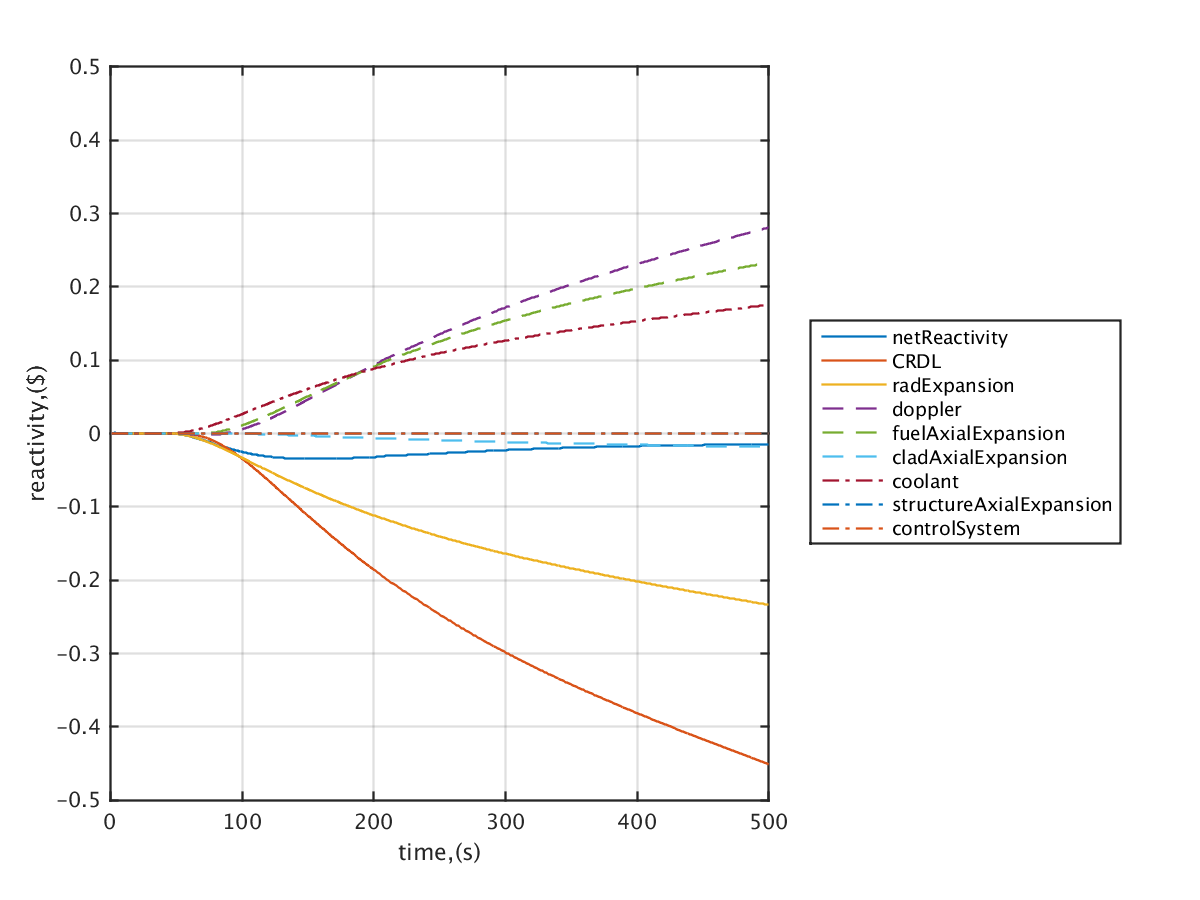 0.5
0.4
0.3
0.2
0.1
0
-0.1
-0.2
-0.3
-0.4
-0.5
reactivity,($)
0 100 200 300 400 500
time,(s)
netReactivity
CRDL
radExpansion
doppler
fuelAxialExpansion
cladAxialExpansion
coolant
structureAxialExpansion
controlSystem